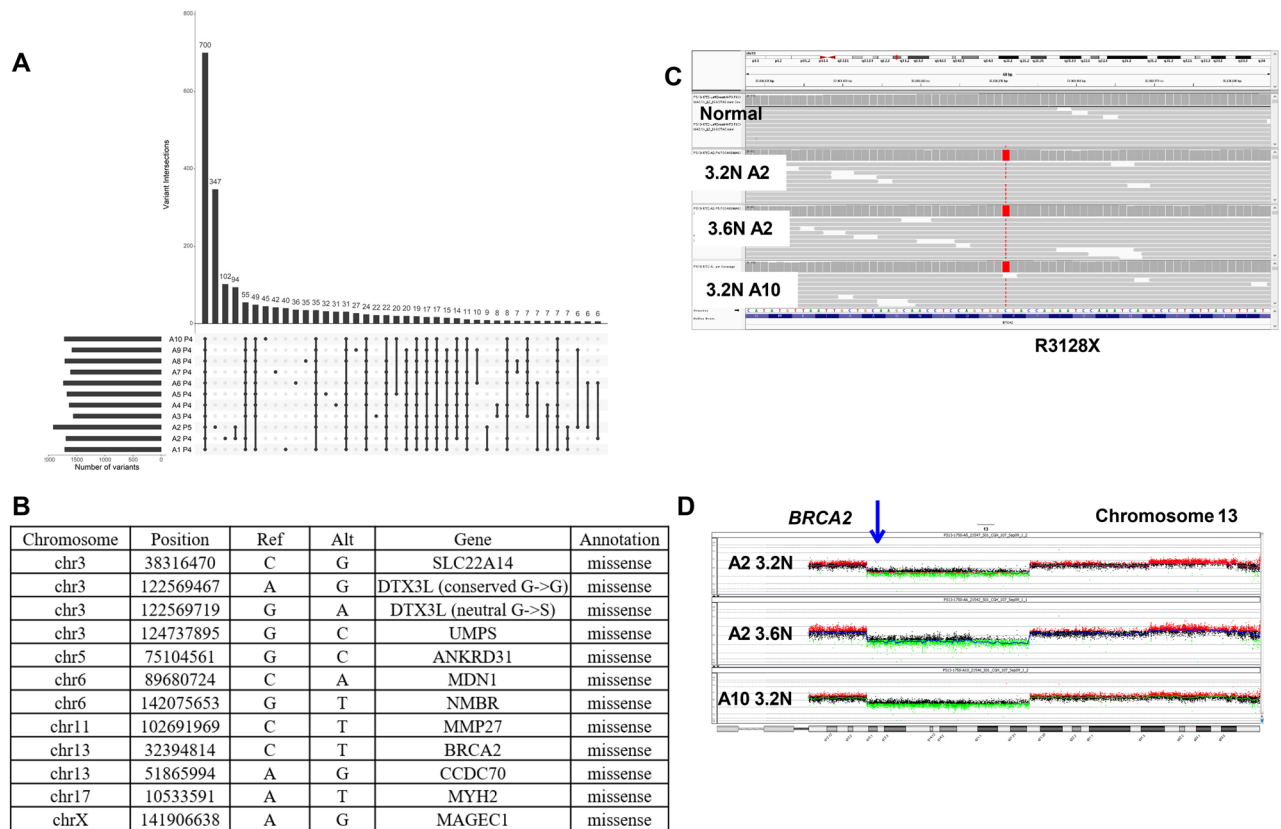 A
800
600
400
200
0
Variant Intersections
700
347
102 94
55 49 45 42 40 36 35 35 32 31 31 27 24 22 22 20 20 19 17 17 15 14 11 10 9 8 8 7 7 7 7 7 6 6 6
A10 P4
A9 P4
A8 P4
A7 P4
A6 P4
A5 P4
A4 P4
A3 P4
A2 P5
A2 P4
A1 P4
2000 1500 1000 500 0
Number of variants
B
Chromosome Position Ref Alt Gene Annotation
chr3 38316470 C G SLC22A14 missense
chr3 122569467 A G DTX3L (conserved G->G) missense
chr3 122569719 G A DTX3L (neutral G->S) missense
chr3 124737895 G C UMPS missense
chr5 75104561 G C ANKRD31 missense
chr6 89680724 C A MDN1 missense
chr6 142075653 G T NMBR missense
chr11 102691969 C T MMP27 missense
chr13 32394814 C T BRCA2 missense
chr13 51865994 A G CCDC70 missense
chr17 10533591 A T MYH2 missense
chrX 141906638 A G MAGEC1 missense
C
Normal
3.2N A2
3.6N A2
3.2N A10
BRCA2
R3128X
D
BRCA2
Chromosome 13
13
A2 3.2N
A2 3.6N
A10 3.2N